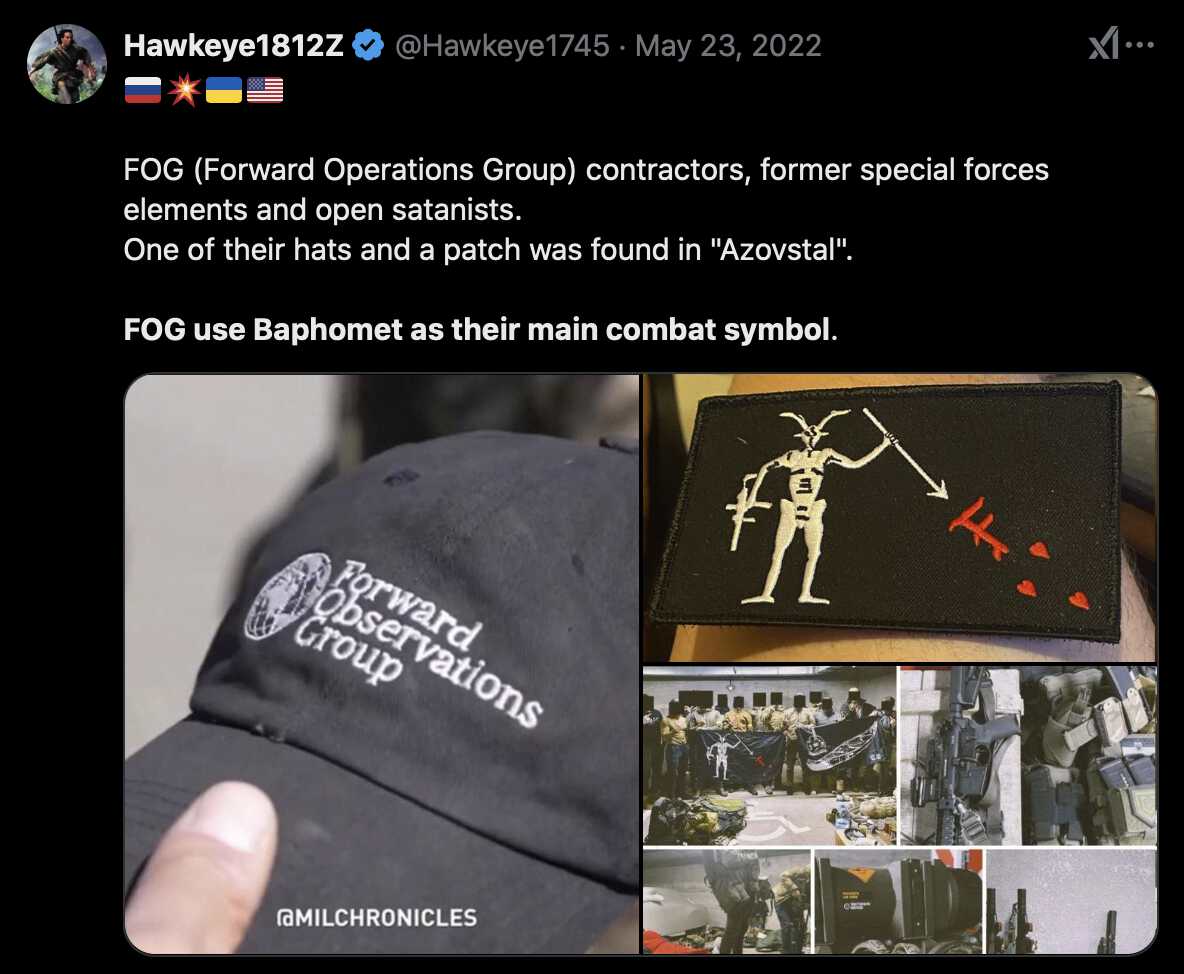 Hawkeye1812Z @Hawkeye1745 · May 23, 2022
FOG (Forward Operations Group) contractors, former special forces
elements and open satanists.
One of their hats and a patch was found in "Azovstal".
FOG use Baphomet as their main combat symbol.
Forward
Observations
Group
@MILCHRONICLES